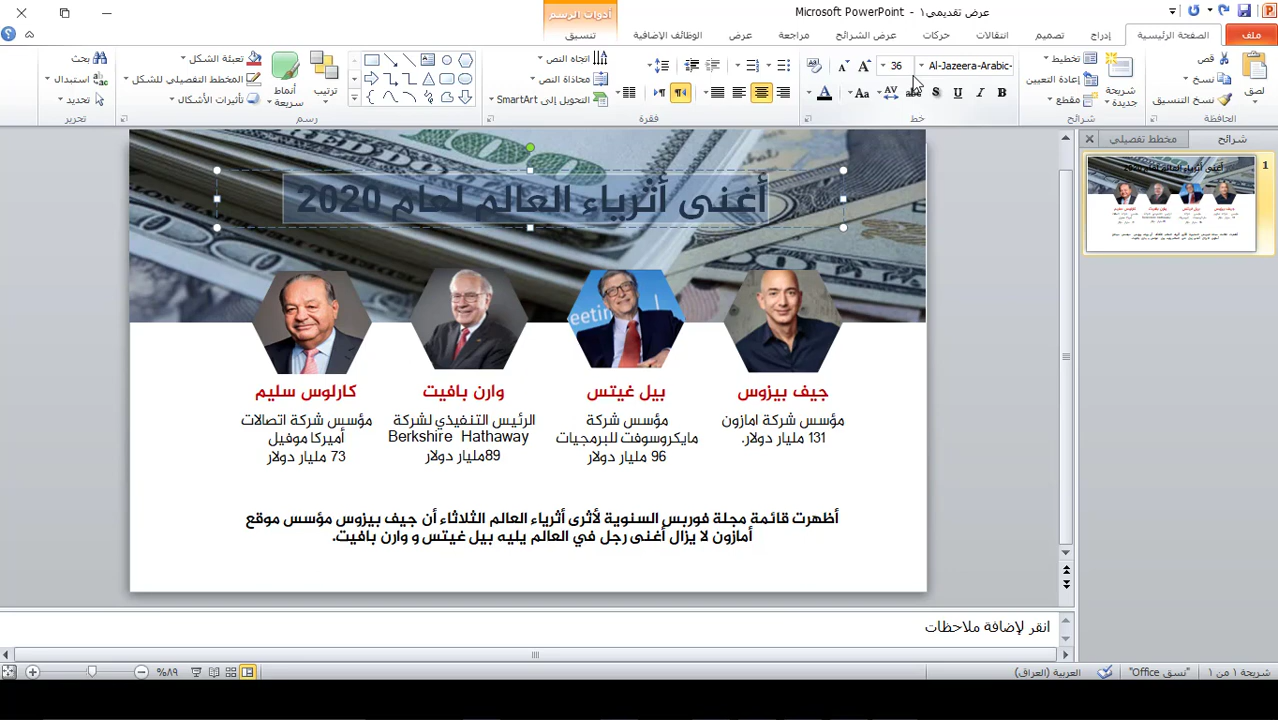 عرض تقديمي١ - Microsoft PowerPoint
أدوات الرسم
ملف
الصفحة الرئيسية
إدراج
تصميم
انتقالات
حركات
عرض الشرائح
مراجعة
عرض
الوظائف الإضافية
تنسيق
لصق
قص
نسخ
نسخ التنسيق
الحافظة
شريحة جديدة
تخطيط
إعادة التعيين
مقطع
شرائح
Al-Jazeera-Arabic-
36
خط
اتجاه النص
محاذاة النص
التحويل إلى SmartArt
فقرة
ترتيب
أنماط سريعة
تعبئة الشكل
المخطط التفصيلي للشكل
تأثيرات الأشكال
رسم
بحث
استبدال
تحديد
تحرير
شرائح
مخطط تفصيلي
1
أغنى أثرياء العالم لعام 2020
جيف بيزوس
مؤسس شركة امازون
131 مليار دولار.
بيل غيتس
مؤسس شركة
مايكروسوفت للبرمجيات
96 مليار دولار
وارن بافيت
الرئيس التنفيذي لشركة
Berkshire Hathaway
89مليار دولار
كارلوس سليم
مؤسس شركة اتصالات
أميركا موفيل
73 مليار دولار
أظهرت قائمة مجلة فوربس السنوية لأثرى أثرياء العالم الثلاثاء أن جيف بيزوس مؤسس موقع
أمازون لا يزال أغنى رجل في العالم يليه بيل غيتس و وارن بافيت.
انقر لإضافة ملاحظات
شريحة ١ من ١
"نسق Office"
العربية (العراق)
٨٩%